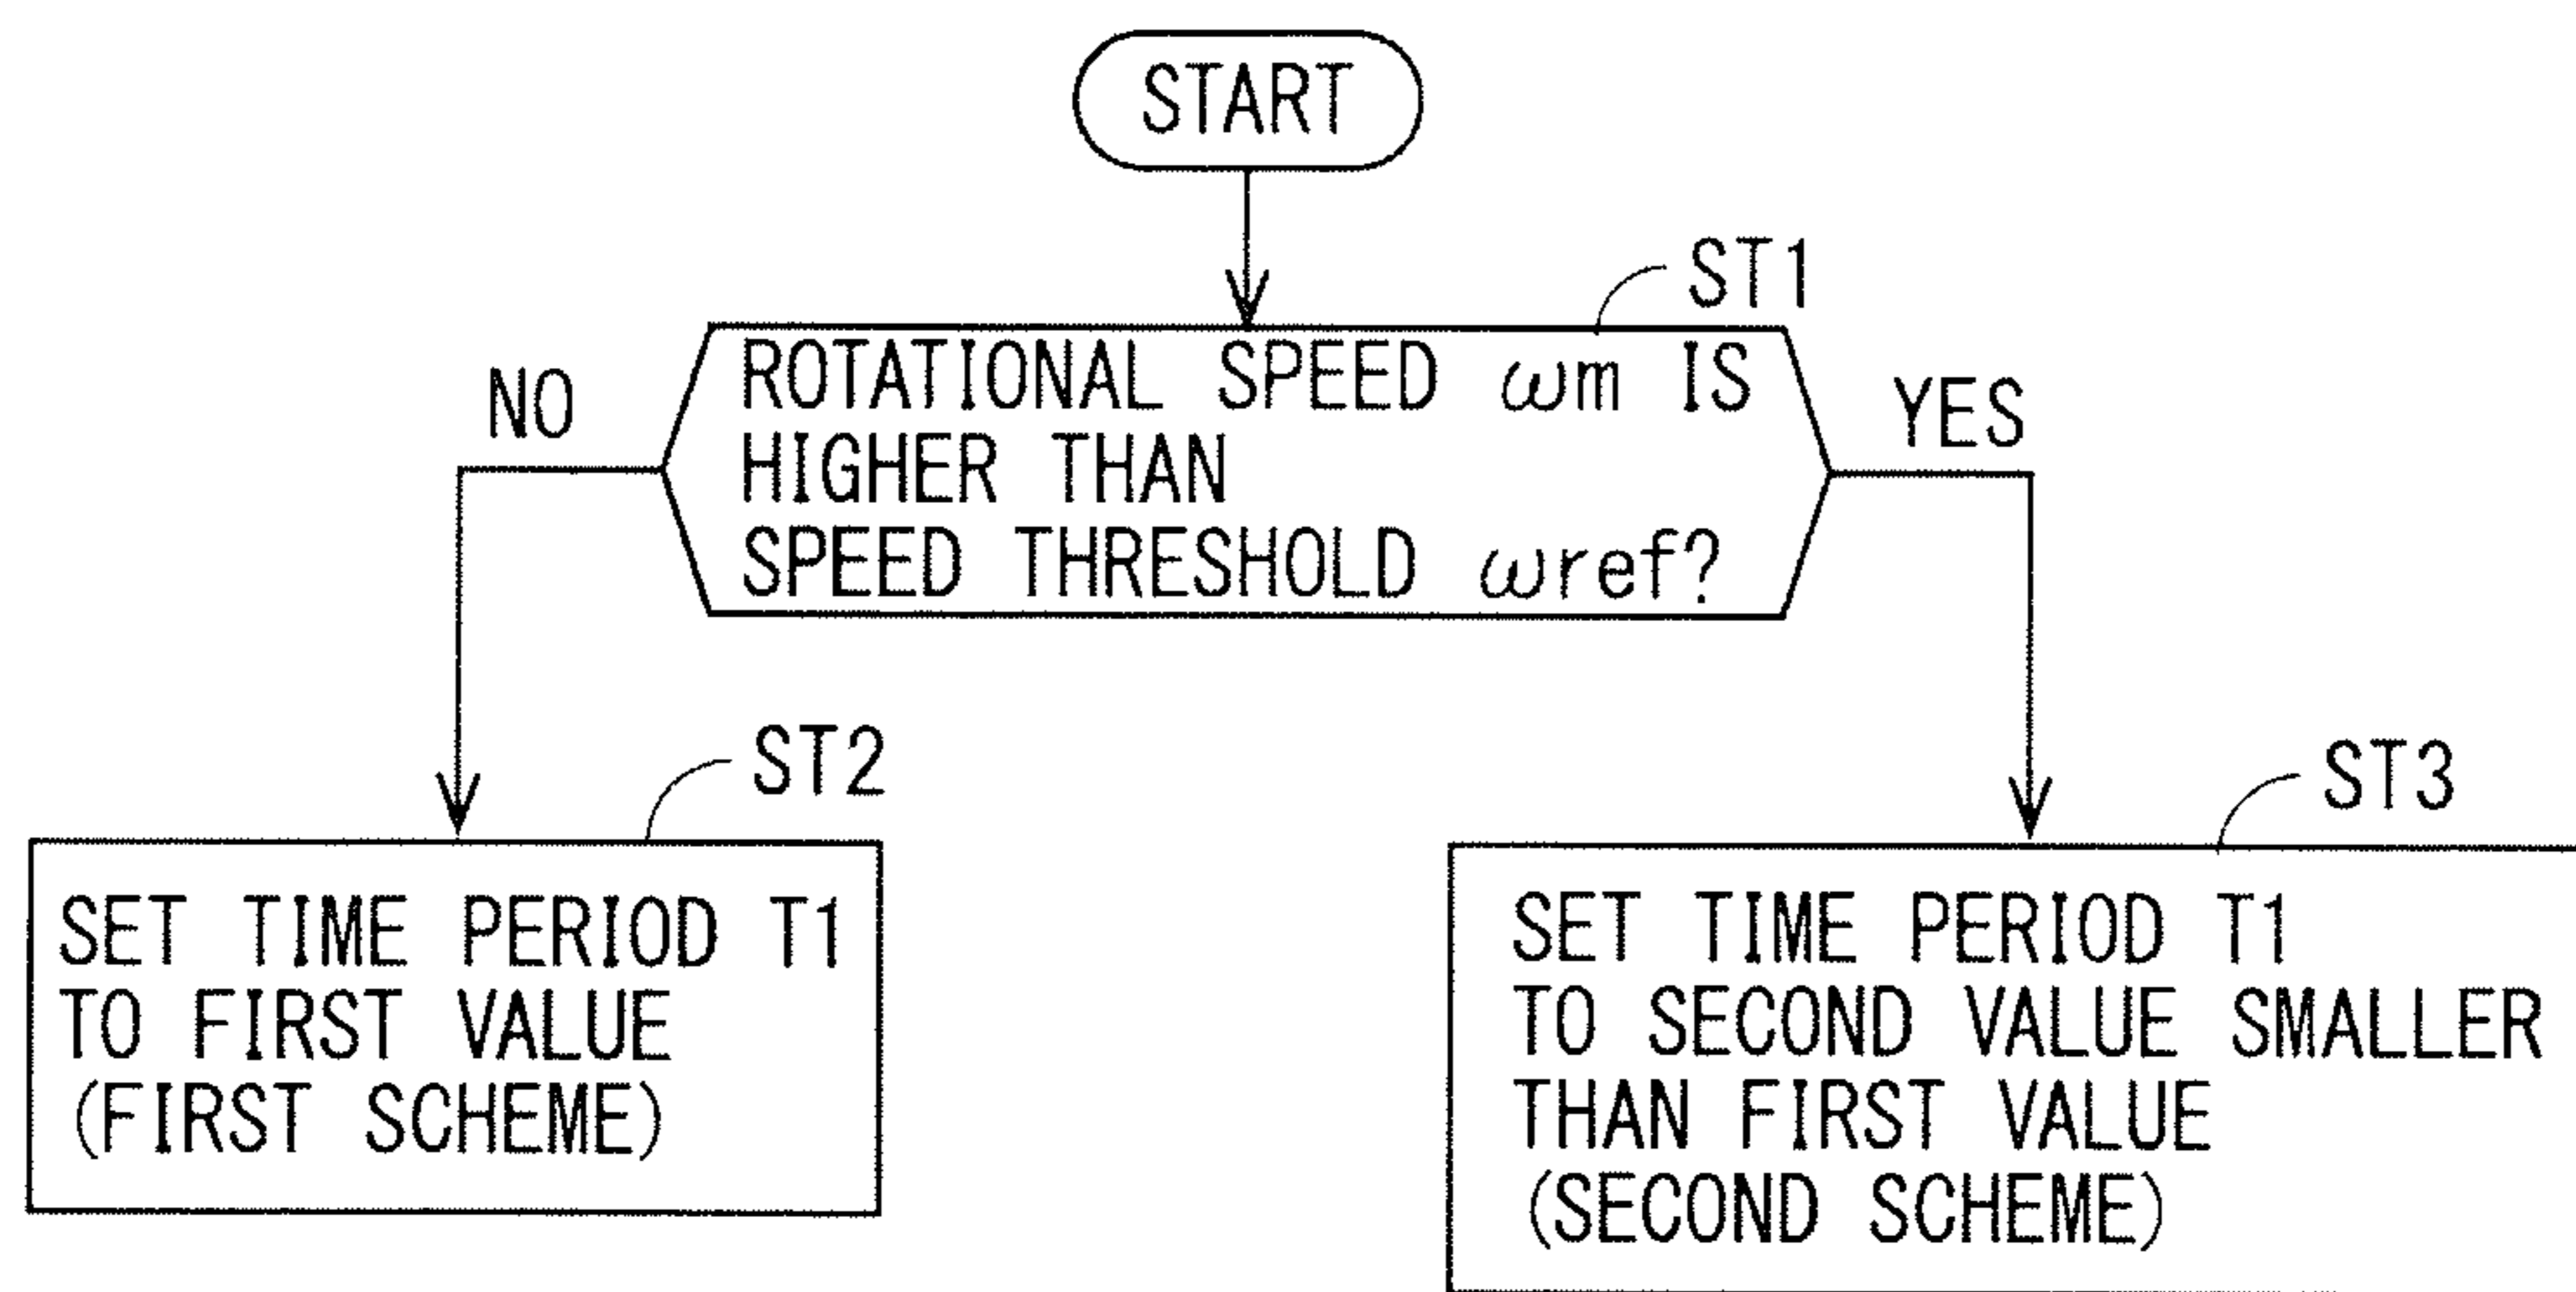 START
ST1
ROTATIONAL SPEED ωm IS
HIGHER THAN
SPEED THRESHOLD ωref?
NO
YES
ST2
SET TIME PERIOD T1
TO FIRST VALUE
(FIRST SCHEME)
ST3
SET TIME PERIOD T1
TO SECOND VALUE SMALLER
THAN FIRST VALUE
(SECOND SCHEME)